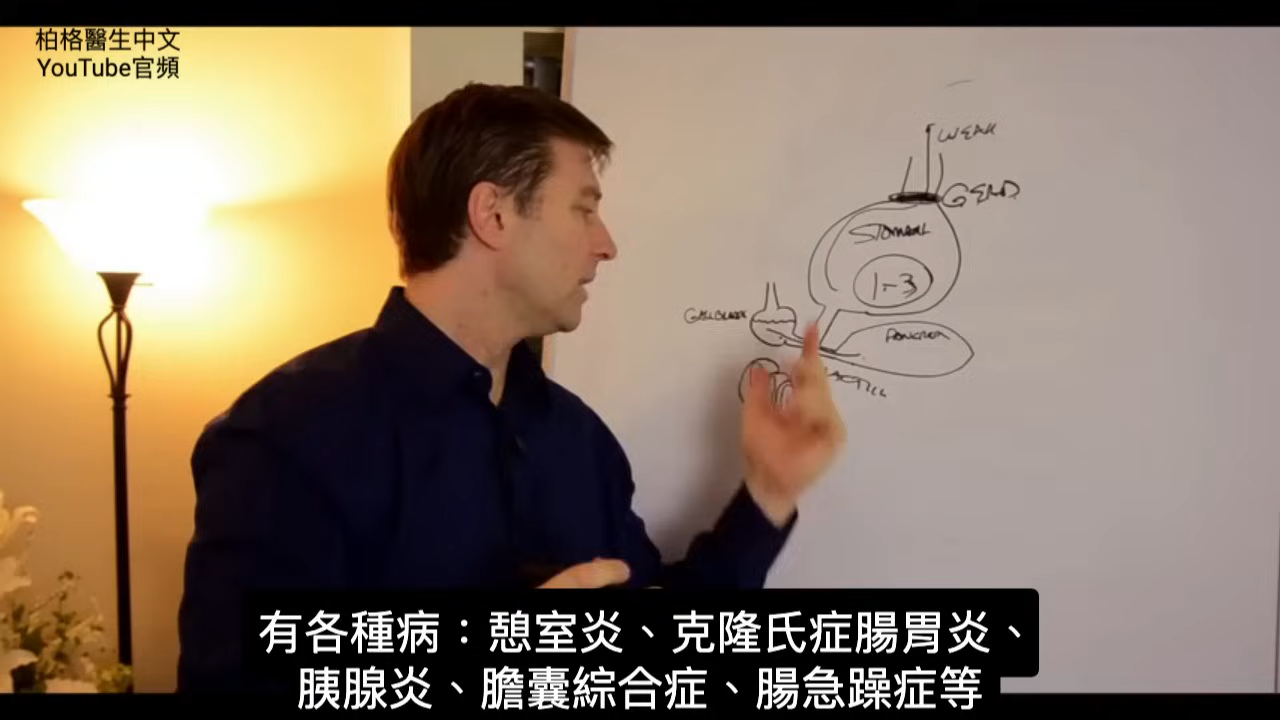 柏格醫生中文
YouTube官頻
WEAK
GERD
STOMACH
1-3
GALLBLADDER
PANCREAS
有各種病：憩室炎、克隆氏症腸胃炎、
胰腺炎、膽囊綜合症、腸急躁症等